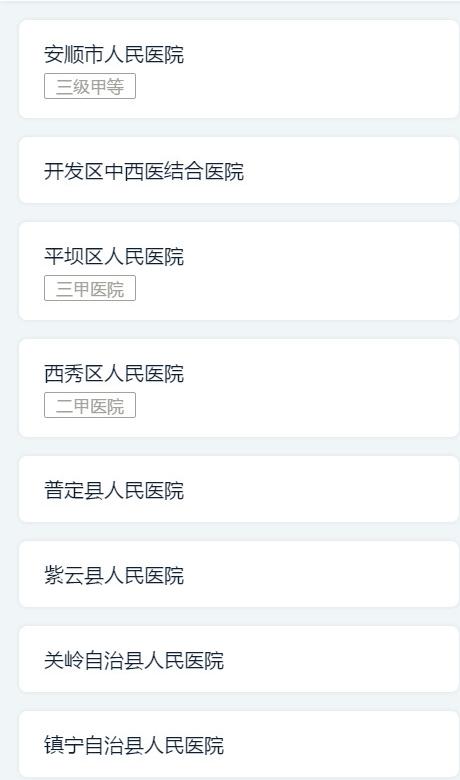 安顺市人民医院
三级甲等
开发区中西医结合医院
平坝区人民医院
三甲医院
西秀区人民医院
二甲医院
普定县人民医院
紫云县人民医院
关岭自治县人民医院
镇宁自治县人民医院